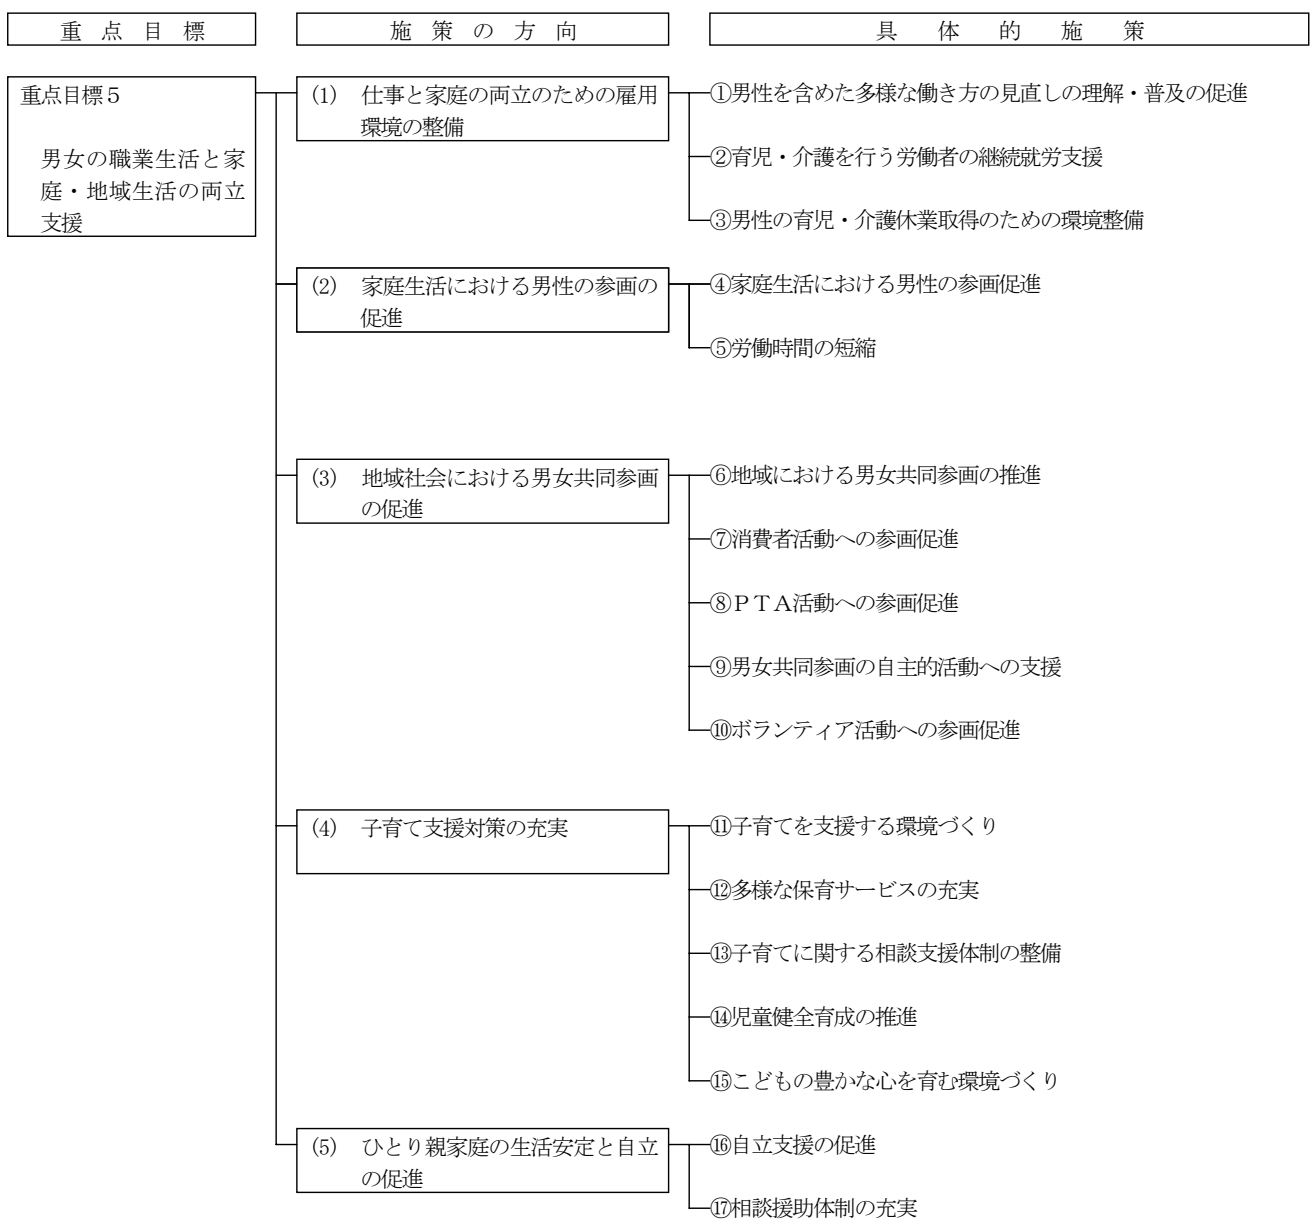 重点目標
施策の方向
具体的施策
重点目標５
男女の職業生活と家
庭・地域生活の両立
支援
(1) 仕事と家庭の両立のための雇用
環境の整備
①男性を含めた多様な働き方の見直しの理解・普及の促進
②育児・介護を行う労働者の継続就労支援
③男性の育児・介護休業取得のための環境整備
(2) 家庭生活における男性の参画の
促進
④家庭生活における男性の参画促進
⑤労働時間の短縮
(3) 地域社会における男女共同参画
の促進
⑥地域における男女共同参画の推進
⑦消費者活動への参画促進
⑧ＰＴＡ活動への参画促進
⑨男女共同参画の自主的活動への支援
⑩ボランティア活動への参画促進
(4) 子育て支援対策の充実
⑪子育てを支援する環境づくり
⑫多様な保育サービスの充実
⑬子育てに関する相談支援体制の整備
⑭児童健全育成の推進
⑮こどもの豊かな心を育む環境づくり
(5) ひとり親家庭の生活安定と自立
の促進
⑯自立支援の促進
⑰相談援助体制の充実